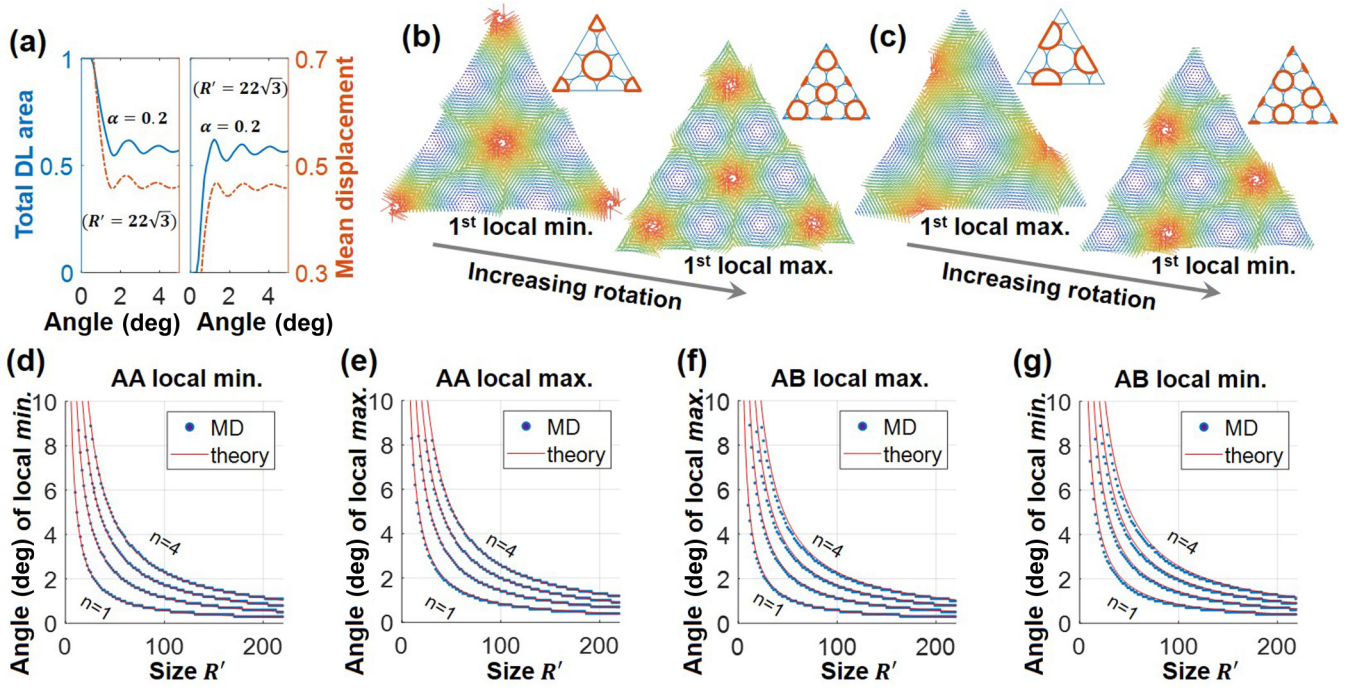 (a)
Total DL area
1
0.5
0
α = 0.2
(R′ = 22√3)
0 2 4
Angle (deg)
(R′ = 22√3)
α = 0.2
0 2 4
Angle (deg)
0.7
0.5
0.3
Mean displacement
(b)
1st local min.
1st local max.
Increasing rotation
(c)
1st local max.
1st local min.
Increasing rotation
(d)
AA local min.
Angle (deg) of local min.
10
8
6
4
2
0
MD
theory
n=4
n=1
0 100 200
Size R′
(e)
AA local max.
Angle (deg) of local max.
10
8
6
4
2
0
MD
theory
n=4
n=1
0 100 200
Size R′
(f)
AB local max.
Angle (deg) of local max.
10
8
6
4
2
0
MD
theory
n=4
n=1
0 100 200
Size R′
(g)
AB local min.
Angle (deg) of local min.
10
8
6
4
2
0
MD
theory
n=4
n=1
0 100 200
Size R′